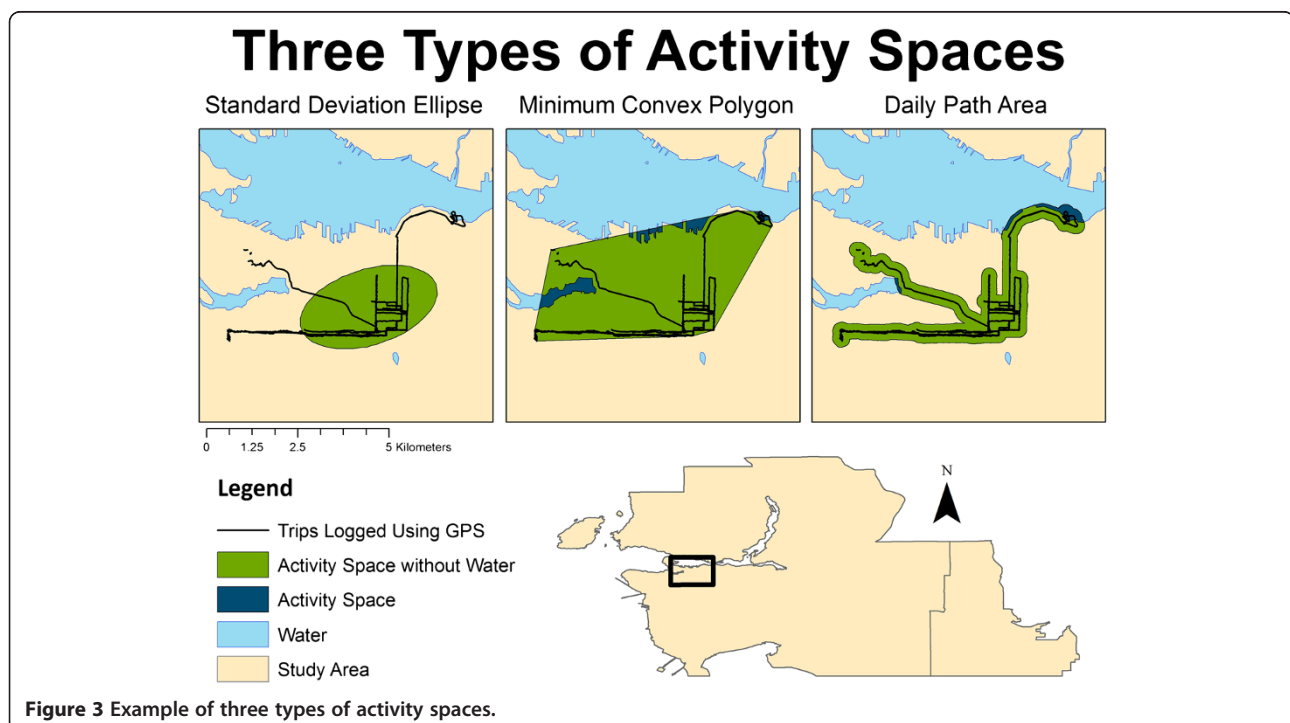 Three Types of Activity Spaces
Standard Deviation Ellipse
Minimum Convex Polygon
Daily Path Area
0 1.25 2.5 5 Kilometers
Legend
Trips Logged Using GPS
Activity Space without Water
Activity Space
Water
Study Area
N
Figure 3 Example of three types of activity spaces.